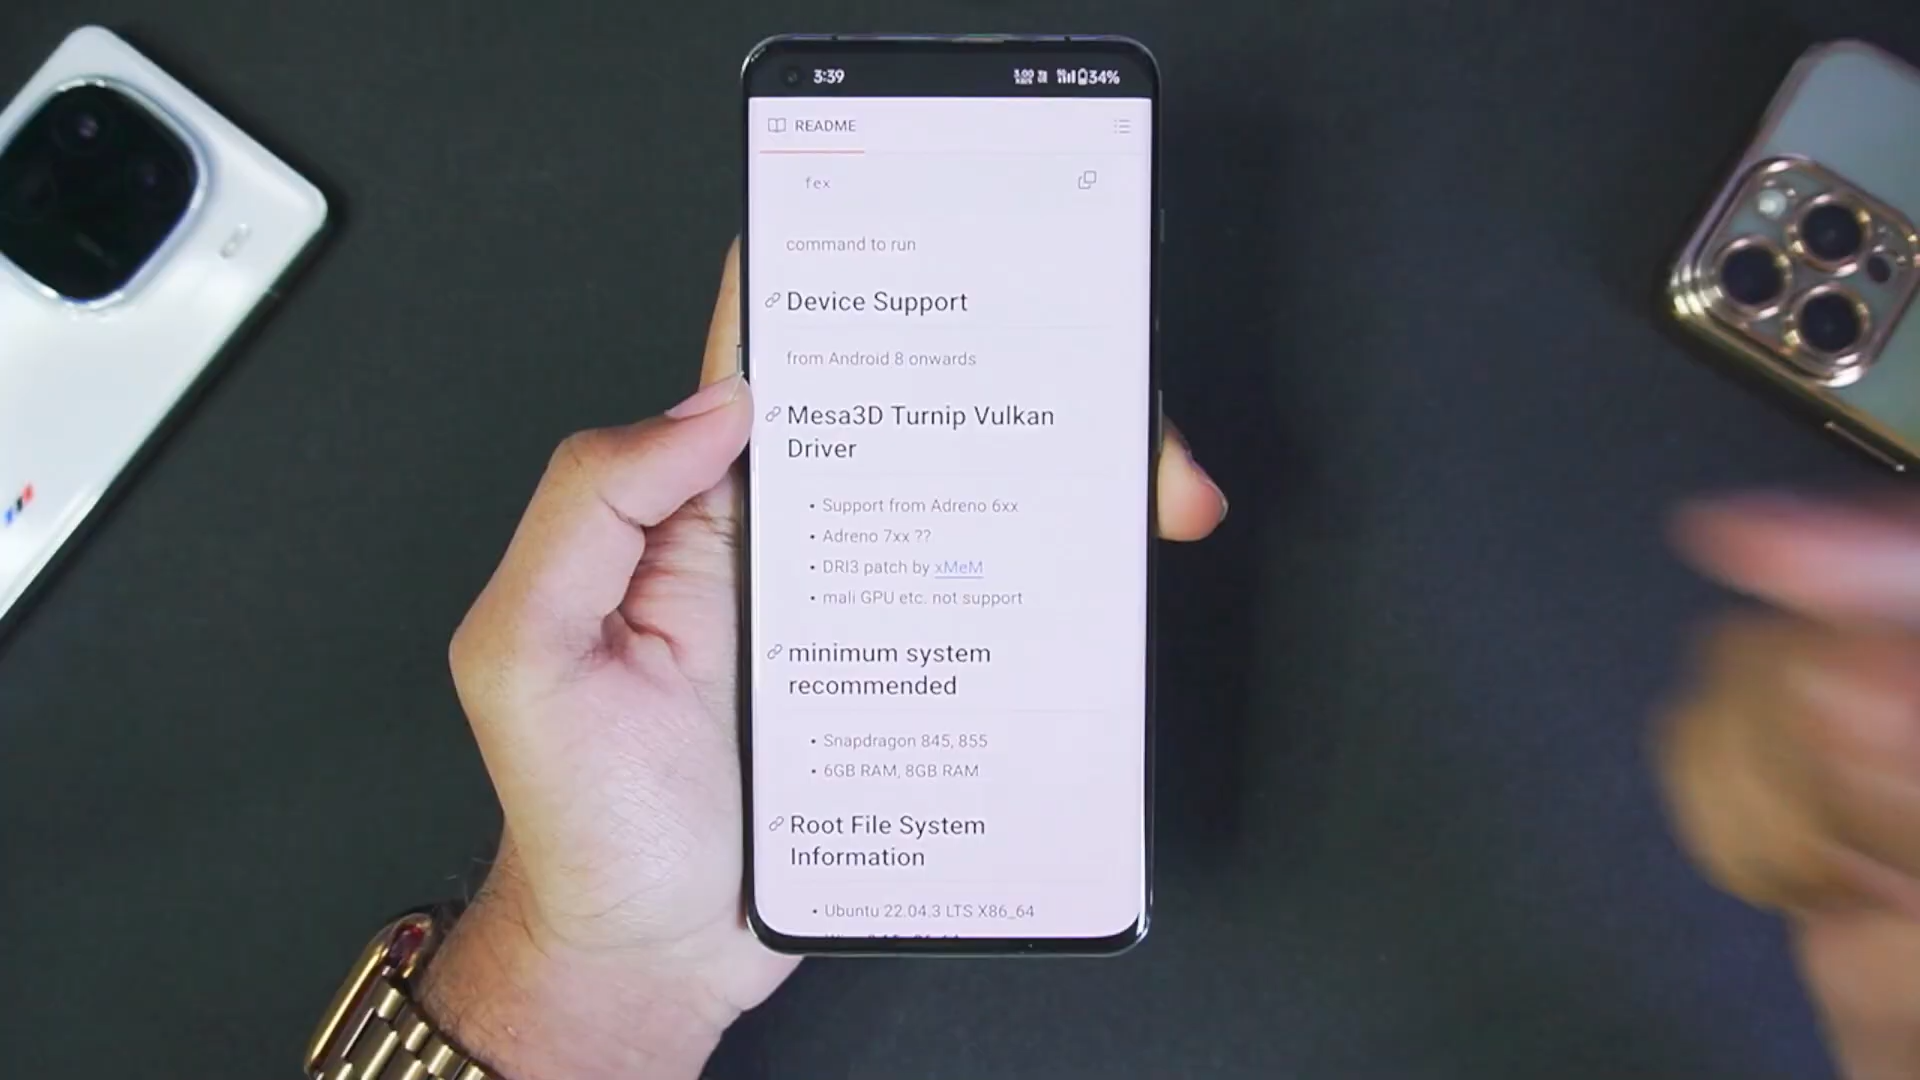 3:39
3.00
34%
README
fex
command to run
Device Support
from Android 8 onwards
Mesa3D Turnip Vulkan
Driver
• Support from Adreno 6xx
• Adreno 7xx ??
• DRI3 patch by xMeM
• mali GPU etc. not support
minimum system
recommended
• Snapdragon 845, 855
• 6GB RAM, 8GB RAM
Root File System
Information
• Ubuntu 22.04.3 LTS X86_64